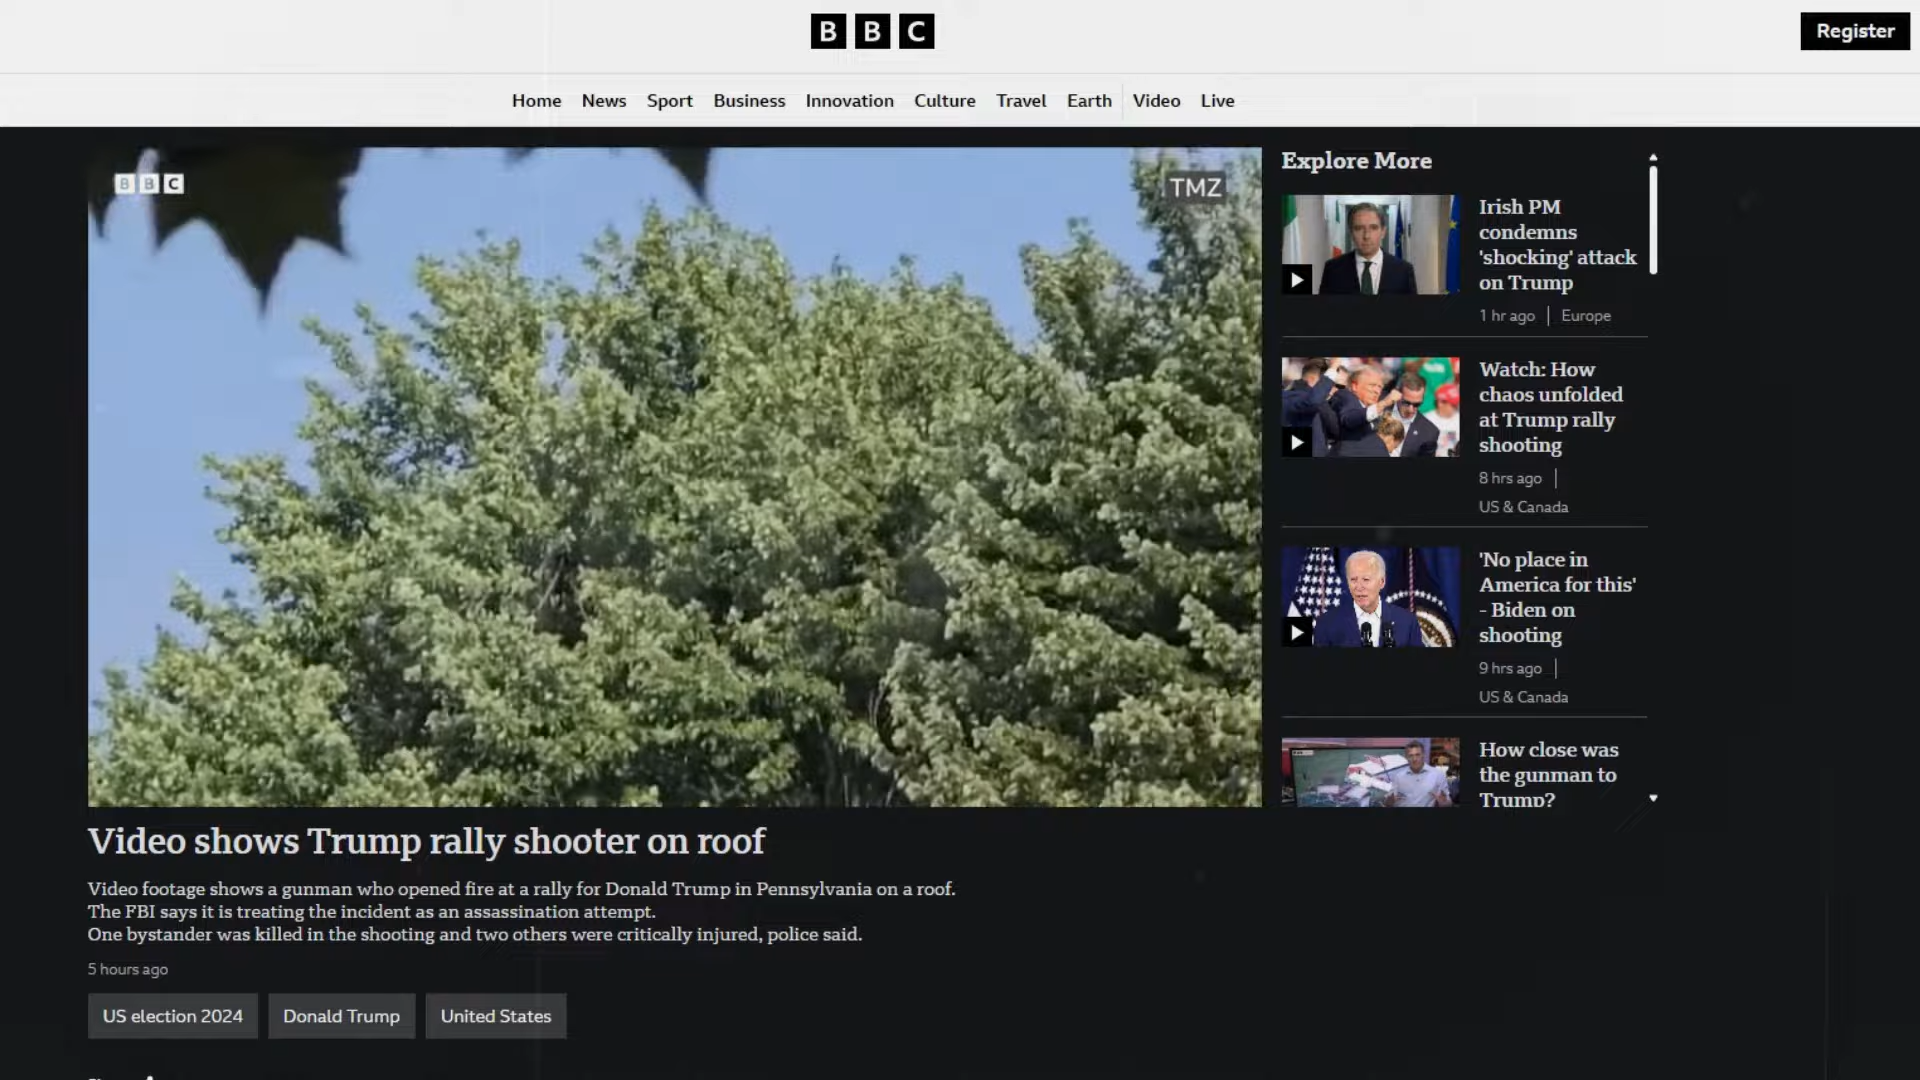 BBC
Register
Home News Sport Business Innovation Culture Travel Earth Video Live
BBC
TMZ
Explore More
Irish PM
condemns
'shocking' attack
on Trump
1 hr ago | Europe
Watch: How
chaos unfolded
at Trump rally
shooting
8 hrs ago |
US & Canada
'No place in
America for this'
- Biden on
shooting
9 hrs ago |
US & Canada
How close was
the gunman to
Trump?
Video shows Trump rally shooter on roof
Video footage shows a gunman who opened fire at a rally for Donald Trump in Pennsylvania on a roof.
The FBI says it is treating the incident as an assassination attempt.
One bystander was killed in the shooting and two others were critically injured, police said.
5 hours ago
US election 2024 Donald Trump United States